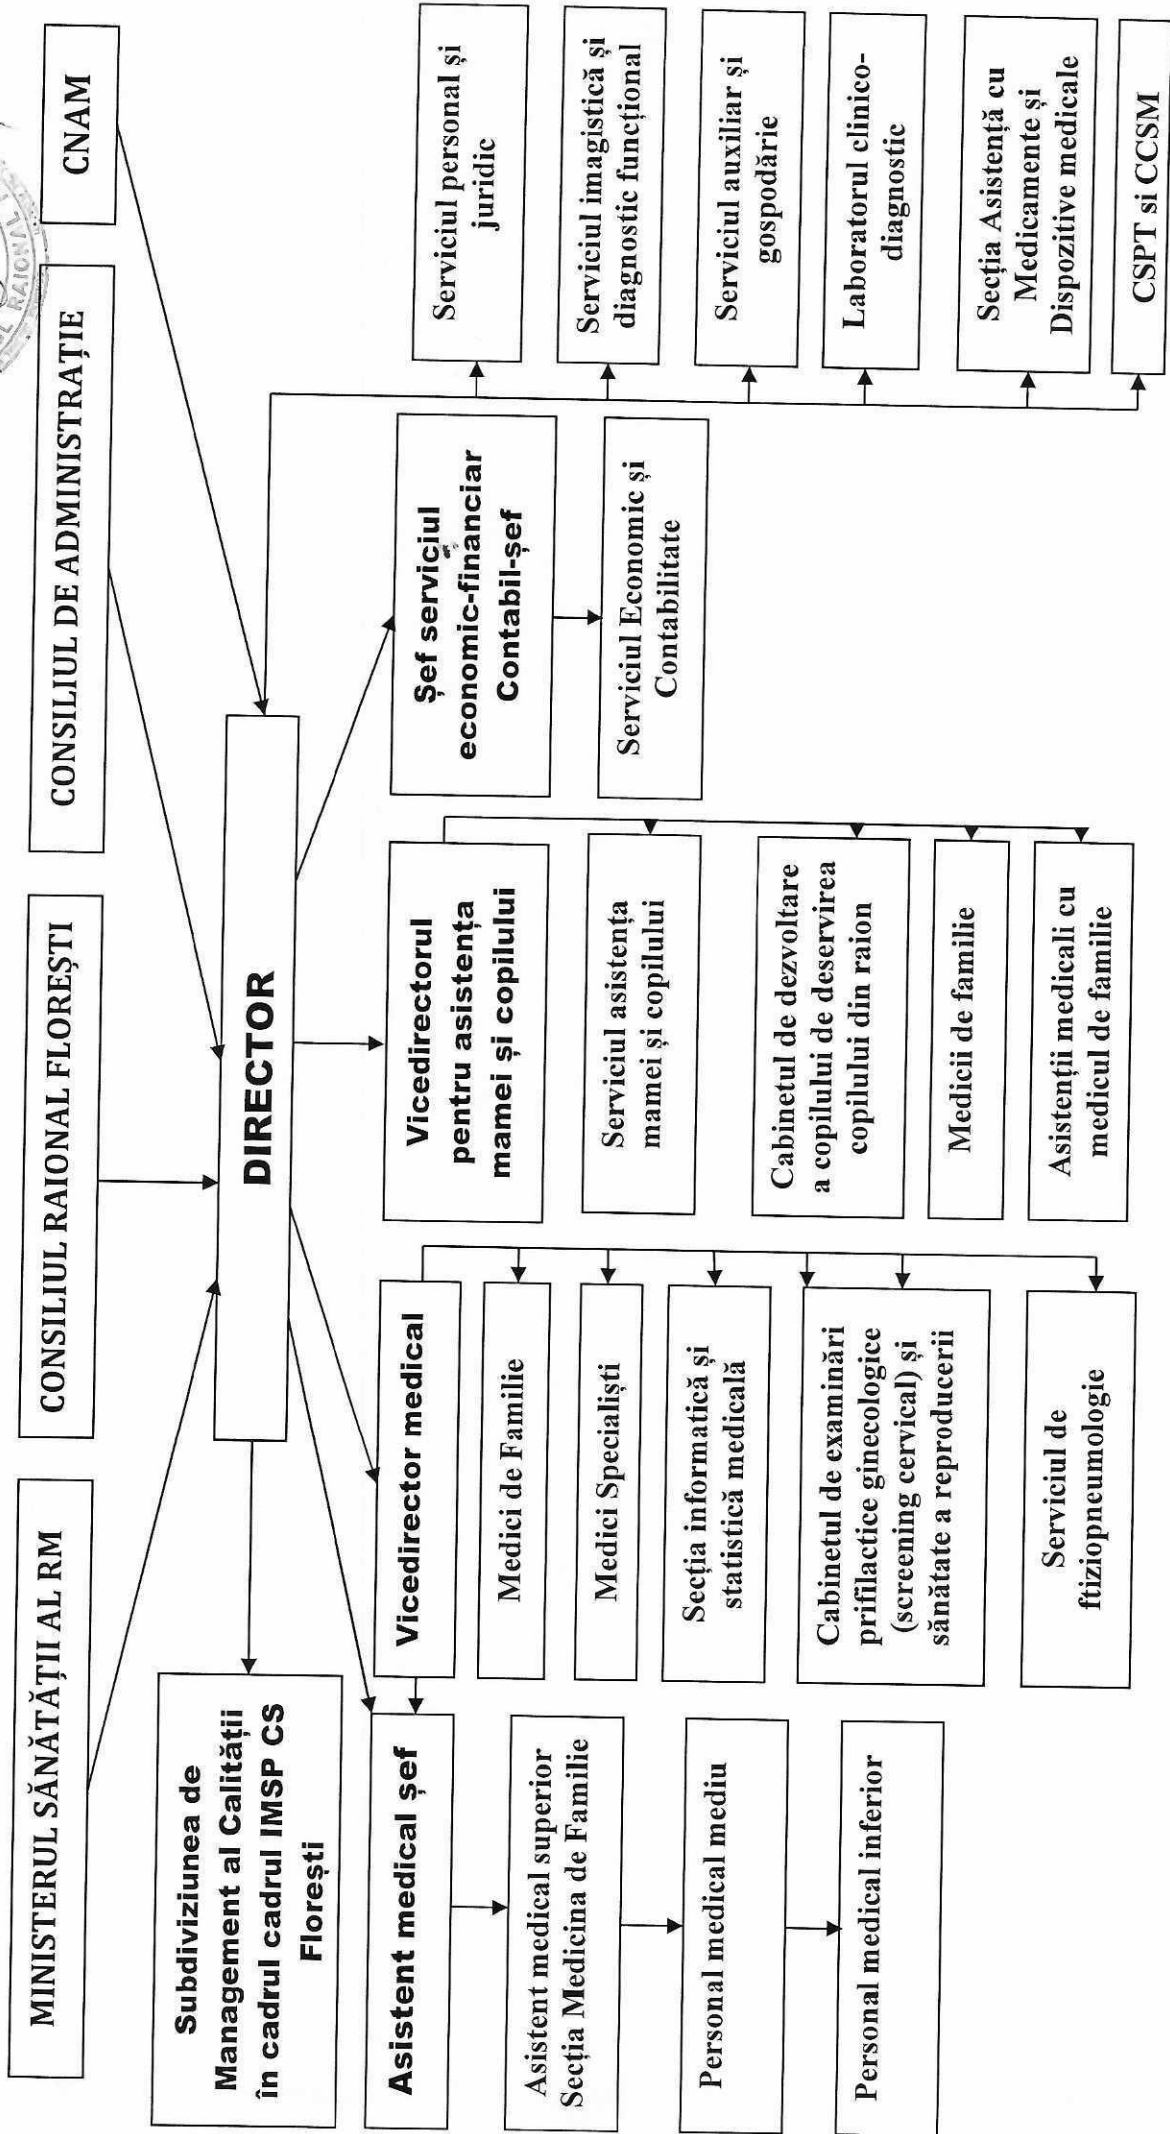 MINISTERUL SĂNĂTĂȚII AL RM
CONSILIUL RAIONAL FLOREȘTI
CONSILIUL DE ADMINISTRAȚIE
CNAM
RAIONAL
DIRECTOR
Subdiviziunea de
Management al Calității
în cadrul cadrul IMSP CS
Florești
Asistent medical șef
Asistent medical superior
Secția Medicina de Familie
Personal medical mediu
Personal medical inferior
Vicedirector medical
Medici de Familie
Medici Specialiști
Secția informatică și
statistică medicală
Cabinetul de examinări
prifilactice ginecologice
(screening cervical) și
sănătate a reproducerii
Serviciul de
ftiziopneumologie
Vicedirectorul
pentru asistența
mamei și copilului
Serviciul asistența
mamei și copilului
Cabinetul de dezvoltare
a copilului de deservirea
copilului din raion
Medicii de familie
Asistenții medicali cu
medicul de familie
Șef serviciul
economic-financiar
Contabil-șef
Serviciul Economic și
Contabilitate
Serviciul personal și
juridic
Serviciul imagistică și
diagnostic funcțional
Serviciul auxiliar și
gospodărie
Laboratorul clinico-
diagnostic
Secția Asistență cu
Medicamente și
Dispozitive medicale
CSPT si CCSM